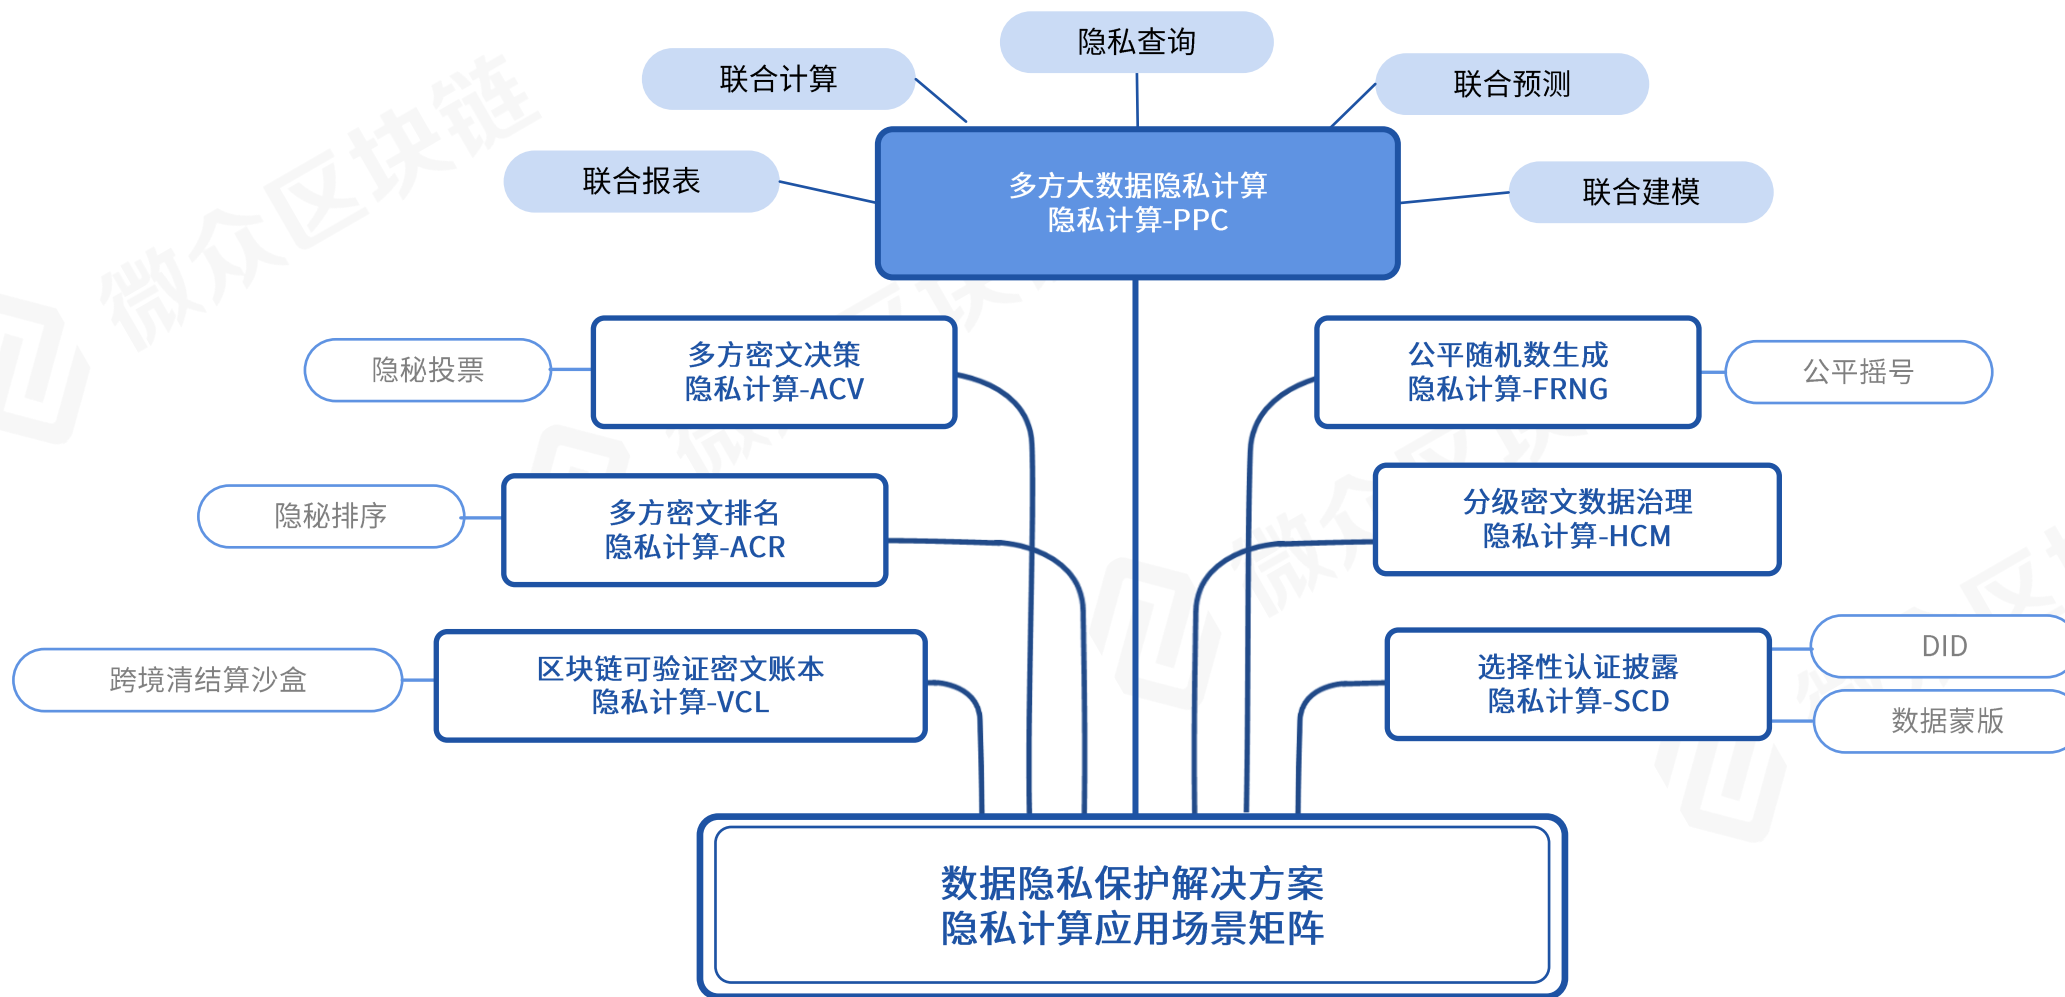 隐私查询
联合计算
联合预测
联合报表
联合建模
多方大数据隐私计算
隐私计算-PPC
隐秘投票
多方密文决策
隐私计算-ACV
公平随机数生成
隐私计算-FRNG
公平摇号
隐秘排序
多方密文排名
隐私计算-ACR
分级密文数据治理
隐私计算-HCM
跨境清结算沙盒
区块链可验证密文账本
隐私计算-VCL
选择性认证披露
隐私计算-SCD
DID
数据蒙版
数据隐私保护解决方案
隐私计算应用场景矩阵
微众区块链